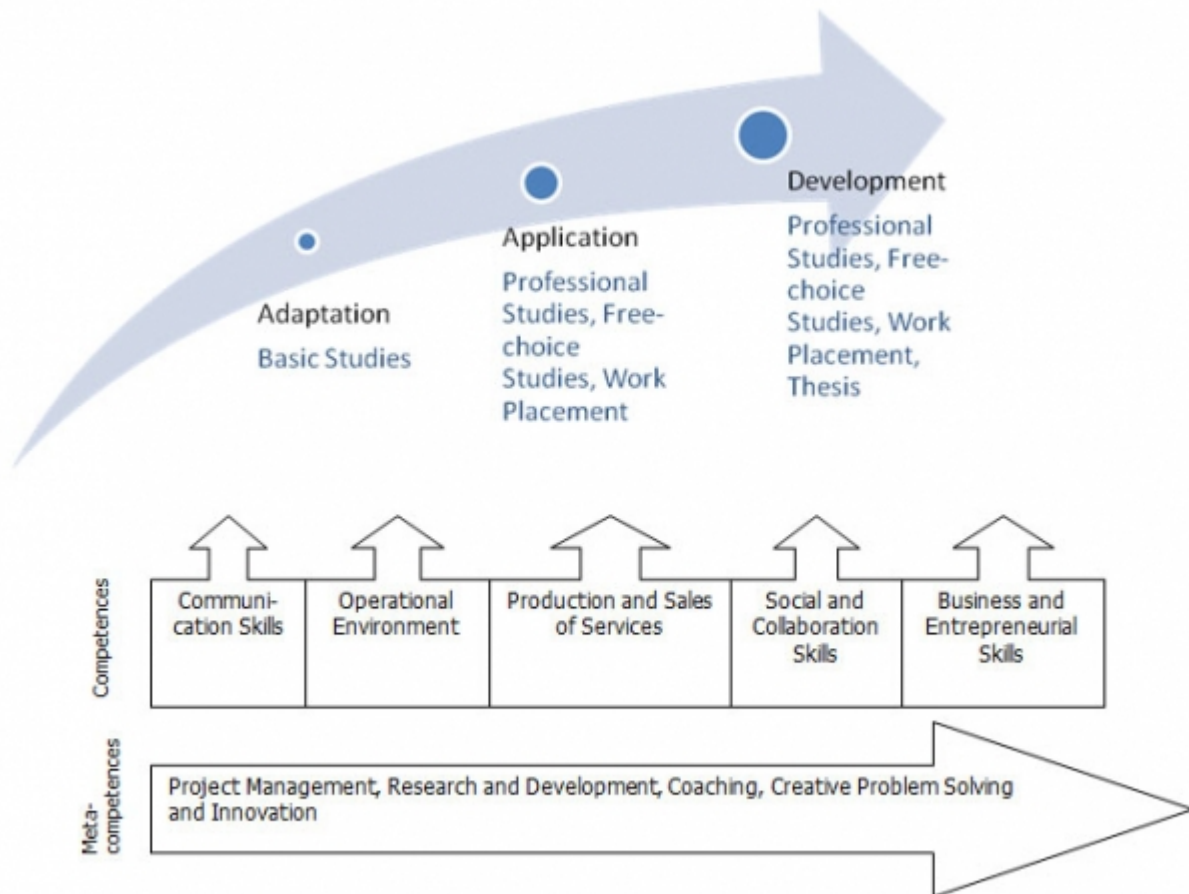 Adaptation
Basic Studies
Application
Professional
Studies, Free-
choice
Studies, Work
Placement
Development
Professional
Studies, Free-
choice
Studies, Work
Placement,
Thesis
Competences
Communi-
cation Skills
Operational
Environment
Production and Sales
of Services
Social and
Collaboration
Skills
Business and
Entrepreneurial
Skills
Meta-
competences
Project Management, Research and Development, Coaching, Creative Problem Solving
and Innovation